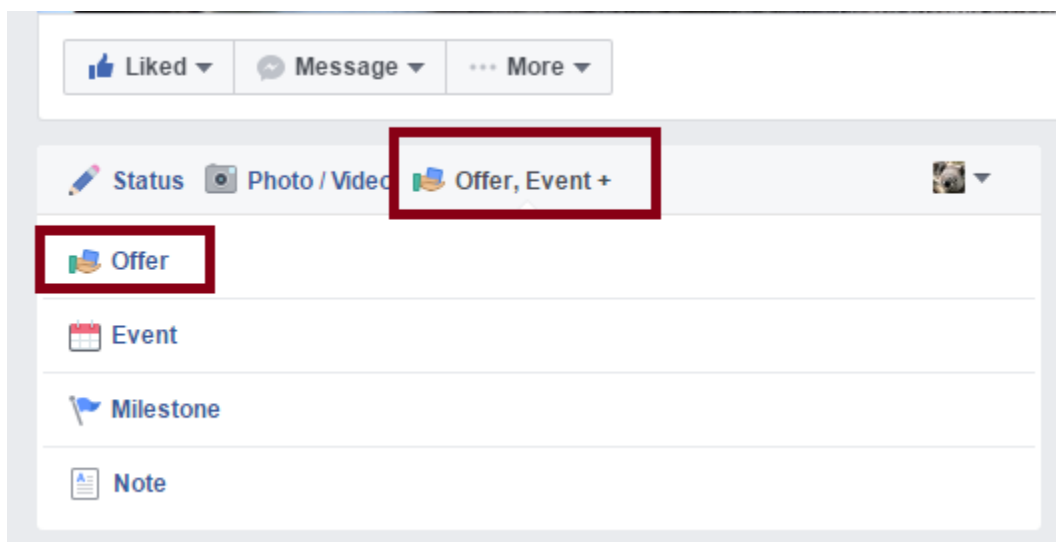 Liked Message ··· More
Status Photo / Video Offer, Event +
Offer
Event
Milestone
Note